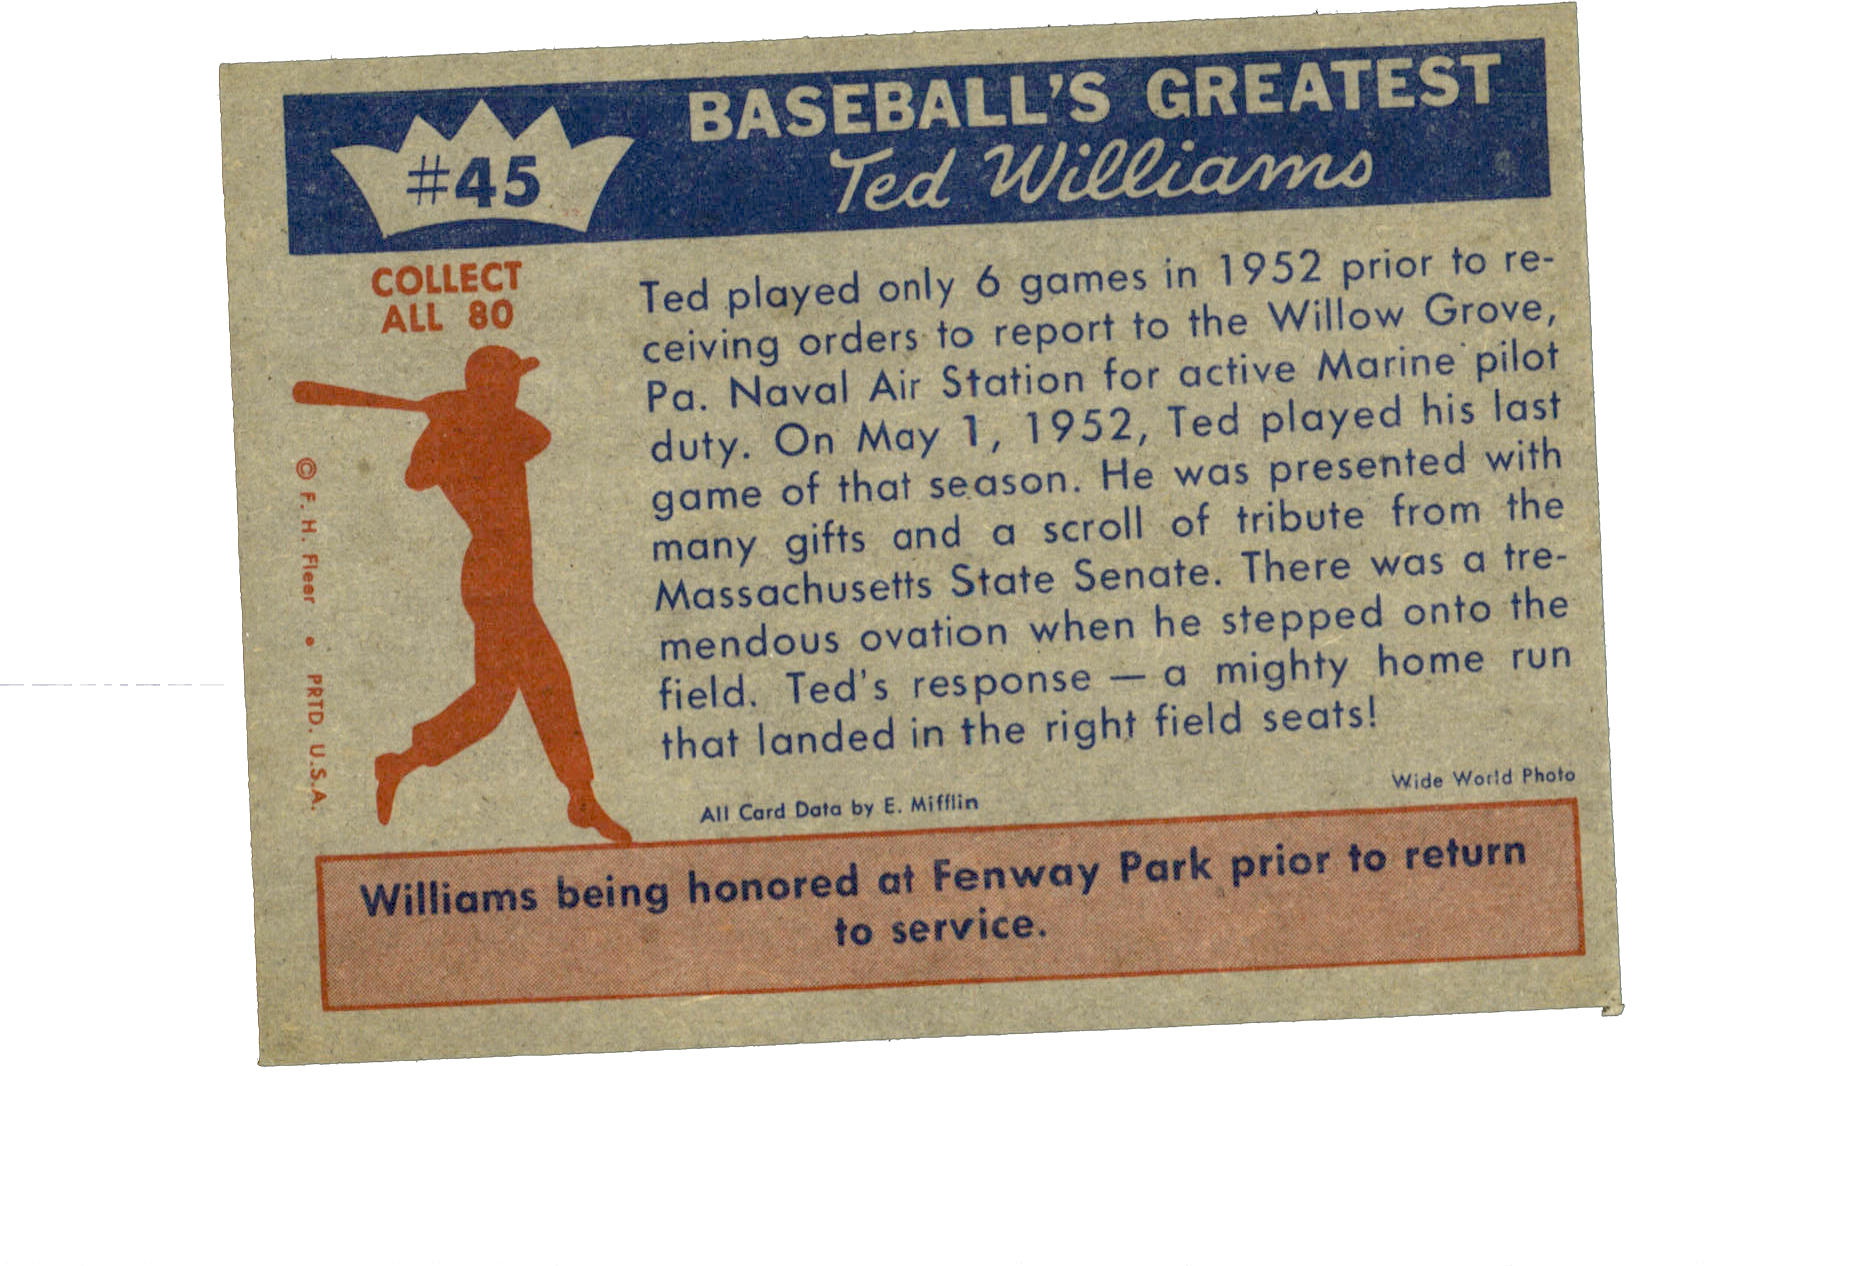 #45
BASEBALL'S GREATEST
Ted Williams
COLLECT
ALL 80
© F. H. Fleer • PRTD. U.S.A.
Ted played only 6 games in 1952 prior to re-
ceiving orders to report to the Willow Grove,
Pa. Naval Air Station for active Marine pilot
duty. On May 1, 1952, Ted played his last
game of that season. He was presented with
many gifts and a scroll of tribute from the
Massachusetts State Senate. There was a tre-
mendous ovation when he stepped onto the
field. Ted's response — a mighty home run
that landed in the right field seats!
Wide World Photo
All Card Data by E. Mifflin
Williams being honored at Fenway Park prior to return
to service.